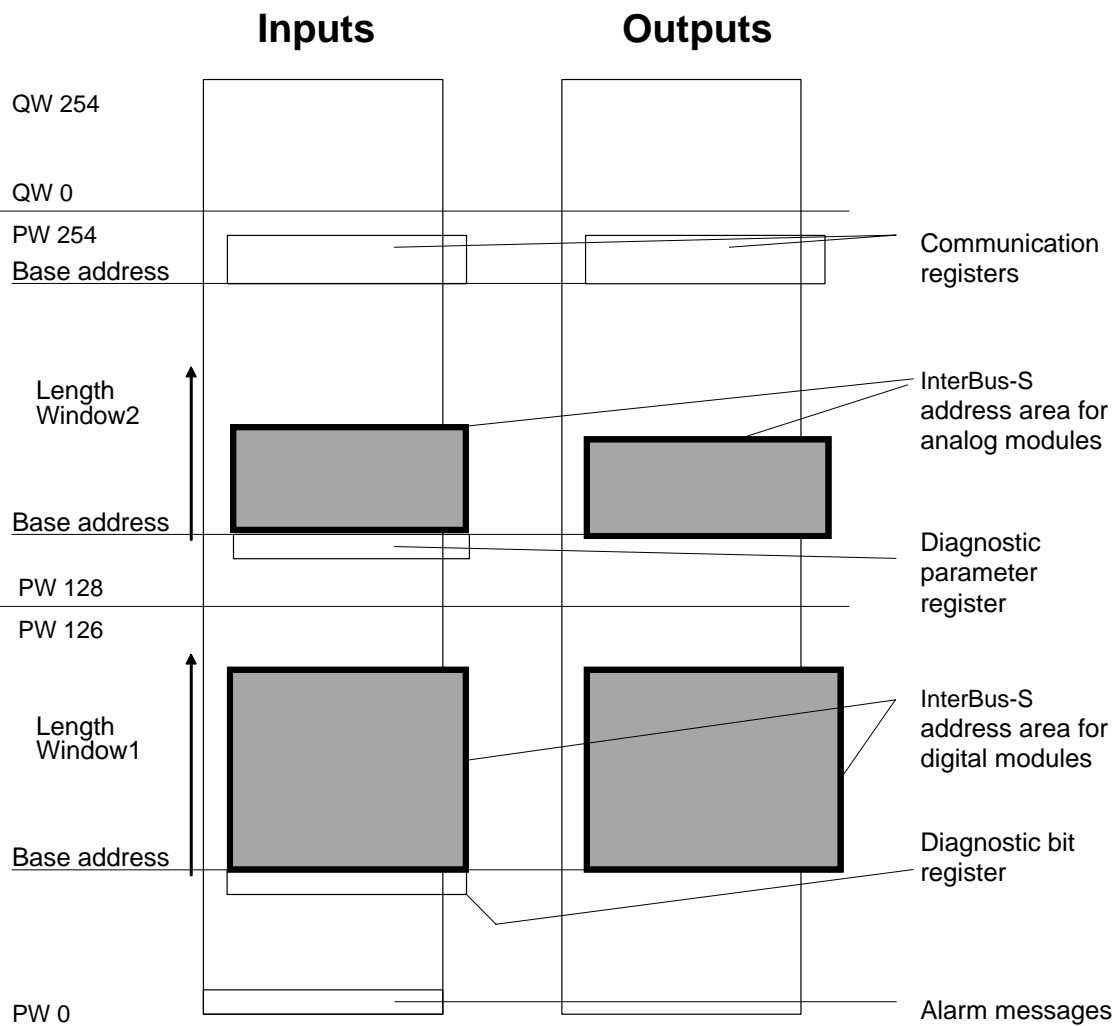 Inputs
Outputs
QW 254
QW 0
PW 254
Base address
Communication
registers
Length
Window2
InterBus-S
address area for
analog modules
Base address
Diagnostic
parameter
register
PW 128
PW 126
Length
Window1
InterBus-S
address area for
digital modules
Base address
Diagnostic bit
register
PW 0
Alarm messages